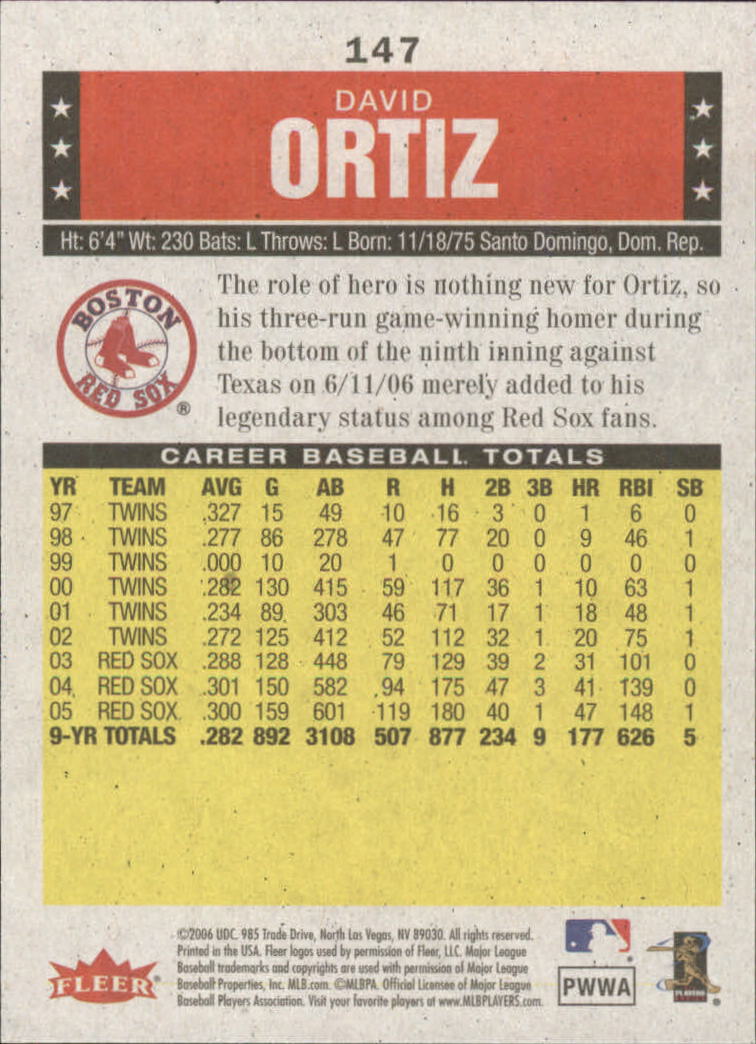 147
DAVID
ORTIZ
Ht: 6'4" Wt: 230 Bats: L Throws: L Born: 11/18/75 Santo Domingo, Dom. Rep.
BOSTON
RED SOX
®
The role of hero is nothing new for Ortiz, so
his three-run game-winning homer during
the bottom of the ninth inning against
Texas on 6/11/06 merely added to his
legendary status among Red Sox fans.
CAREER BASEBALL TOTALS
YR TEAM AVG G AB R H 2B 3B HR RBI SB
97 TWINS .327 15 49 10 16 3 0 1 6 0
98 TWINS .277 86 278 47 77 20 0 9 46 1
99 TWINS .000 10 20 1 0 0 0 0 0 0
00 TWINS .282 130 415 59 117 36 1 10 63 1
01 TWINS .234 89 303 46 71 17 1 18 48 1
02 TWINS .272 125 412 52 112 32 1 20 75 1
03 RED SOX .288 128 448 79 129 39 2 31 101 0
04 RED SOX .301 150 582 94 175 47 3 41 139 0
05 RED SOX .300 159 601 119 180 40 1 47 148 1
9-YR TOTALS .282 892 3108 507 877 234 9 177 626 5
FLEER
©2006 UDC. 985 Trade Drive, North Las Vegas, NV 89030. All rights reserved.
Printed in the USA. Fleer logos used by permission of Fleer, LLC. Major League
Baseball trademarks and copyrights are used with permission of Major League
Baseball Properties, Inc. MLB.com. ©MLBPA. Official Licensee of Major League
Baseball Players Association. Visit your favorite players at www.MLBPLAYERS.com.
PWWA
PLAYERS